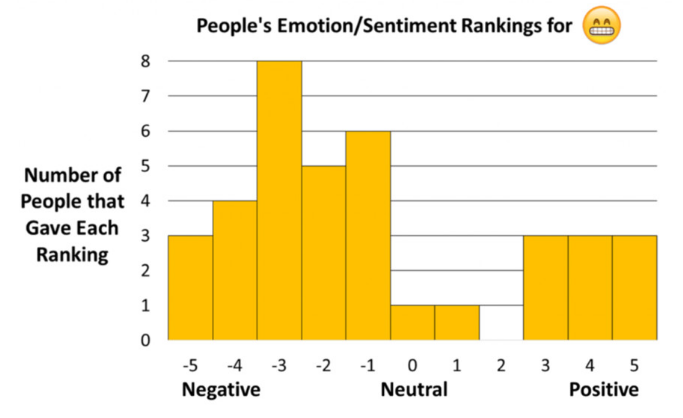 People's Emotion/Sentiment Rankings for 😁
8
7
6
5
4
3
2
1
0
Number of
People that
Gave Each
Ranking
-5 -4 -3 -2 -1 0 1 2 3 4 5
Negative Neutral Positive